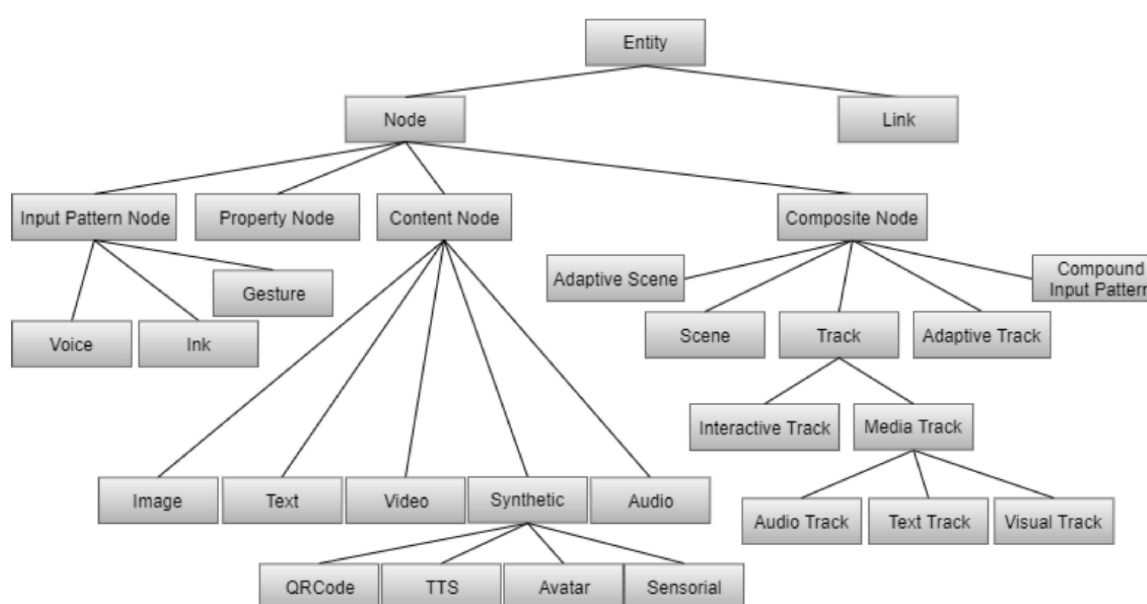 Entity
Node
Link
Input Pattern Node
Property Node
Content Node
Composite Node
Adaptive Scene
Compound
Input Pattern
Gesture
Voice
Ink
Scene
Track
Adaptive Track
Interactive Track
Media Track
Image
Text
Video
Synthetic
Audio
Audio Track
Text Track
Visual Track
QRCode
TTS
Avatar
Sensorial